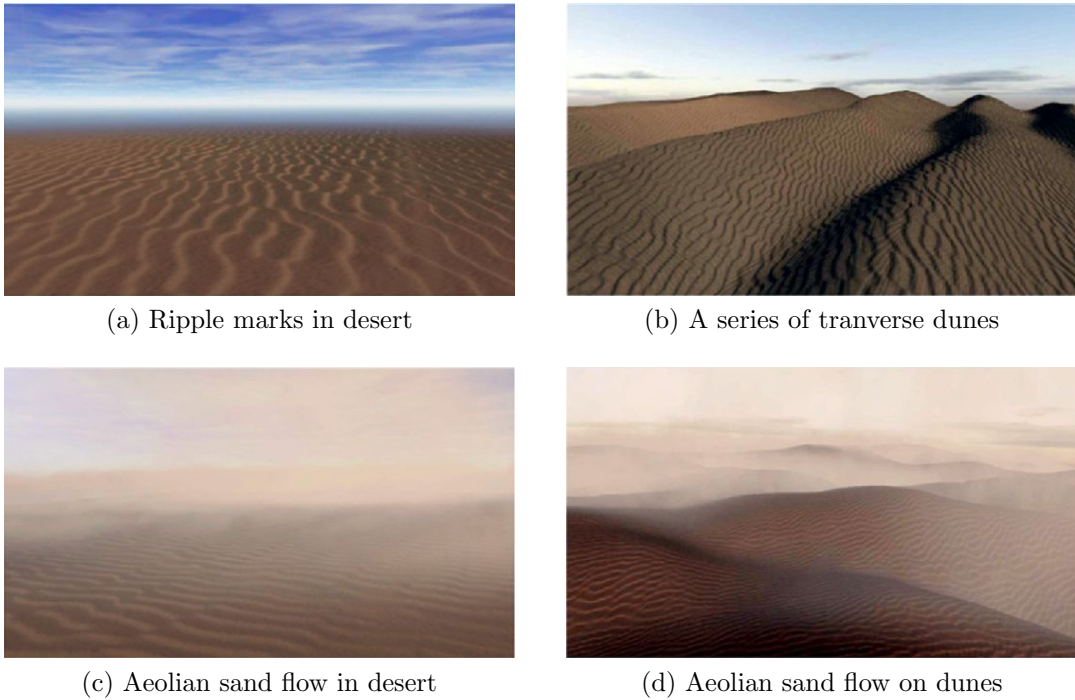 (a) Ripple marks in desert
(b) A series of tranverse dunes
(c) Aeolian sand flow in desert
(d) Aeolian sand flow on dunes